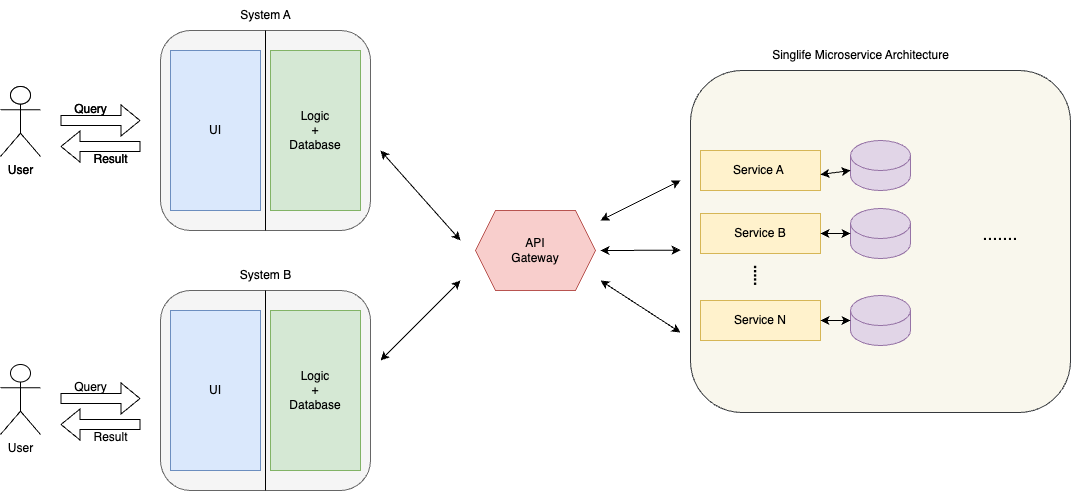 System A
UI
Logic
+
Database
Query
Result
User
System B
UI
Logic
+
Database
Query
Result
User
API
Gateway
Singlife Microservice Architecture
Service A
Service B
.......
Service N